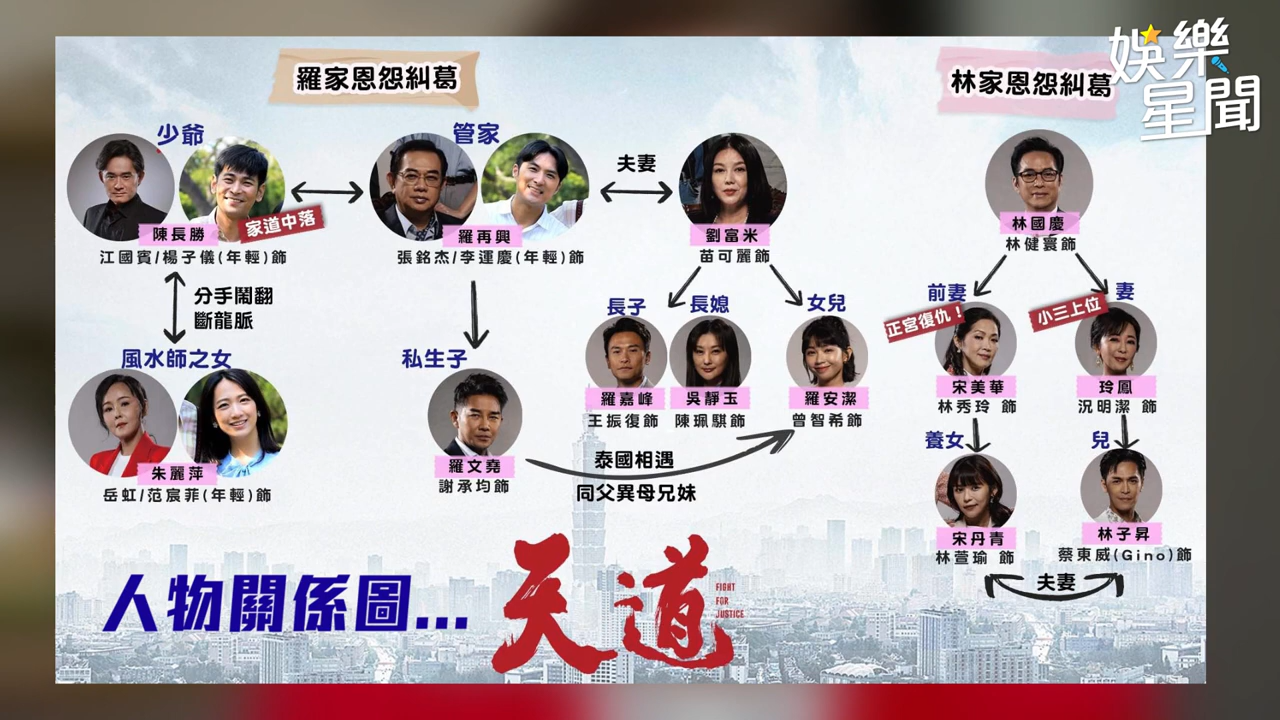 娛樂
星聞
羅家恩怨糾葛
林家恩怨糾葛
少爺
管家
夫妻
陳長勝
家道中落
羅再興
劉富米
林國慶
江國賓/楊子儀(年輕)飾
張銘杰/李運慶(年輕)飾
苗可麗飾
林健寰飾
分手鬧翻
斷龍脈
風水師之女
私生子
長子
長媳
女兒
前妻
妻
正宮復仇!
小三上位
羅嘉峰
吳靜玉
羅安潔
宋美華
玲鳳
王振復飾
陳珮騏飾
曾智希飾
林秀玲 飾
況明潔 飾
朱麗萍
岳虹/范宸菲(年輕)飾
羅文堯
謝承均飾
泰國相遇
同父異母兄妹
養女
兒
宋丹青
林子昇
林萱瑜 飾
蔡東威(Gino)飾
夫妻
人物關係圖...
天道
FIGHT
FOR
JUSTICE